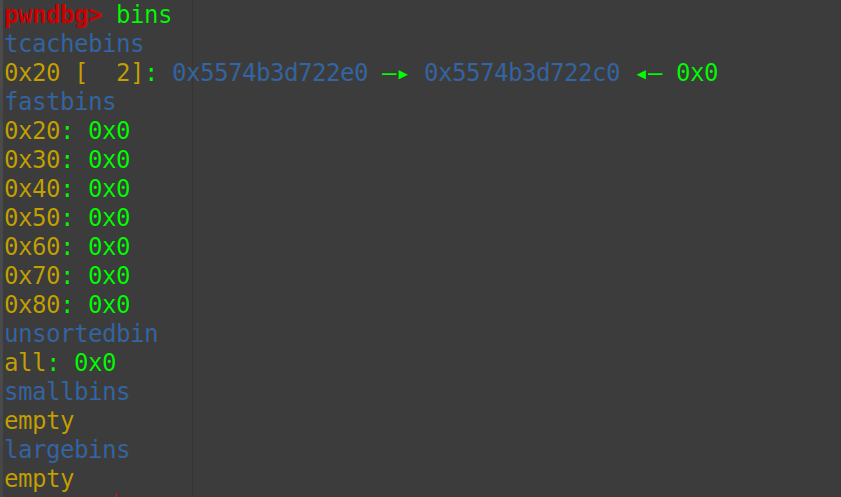 pwndbg> bins
tcachebins
0x20 [  2]: 0x5574b3d722e0 —▸ 0x5574b3d722c0 ◂— 0x0
fastbins
0x20: 0x0
0x30: 0x0
0x40: 0x0
0x50: 0x0
0x60: 0x0
0x70: 0x0
0x80: 0x0
unsortedbin
all: 0x0
smallbins
empty
largebins
empty